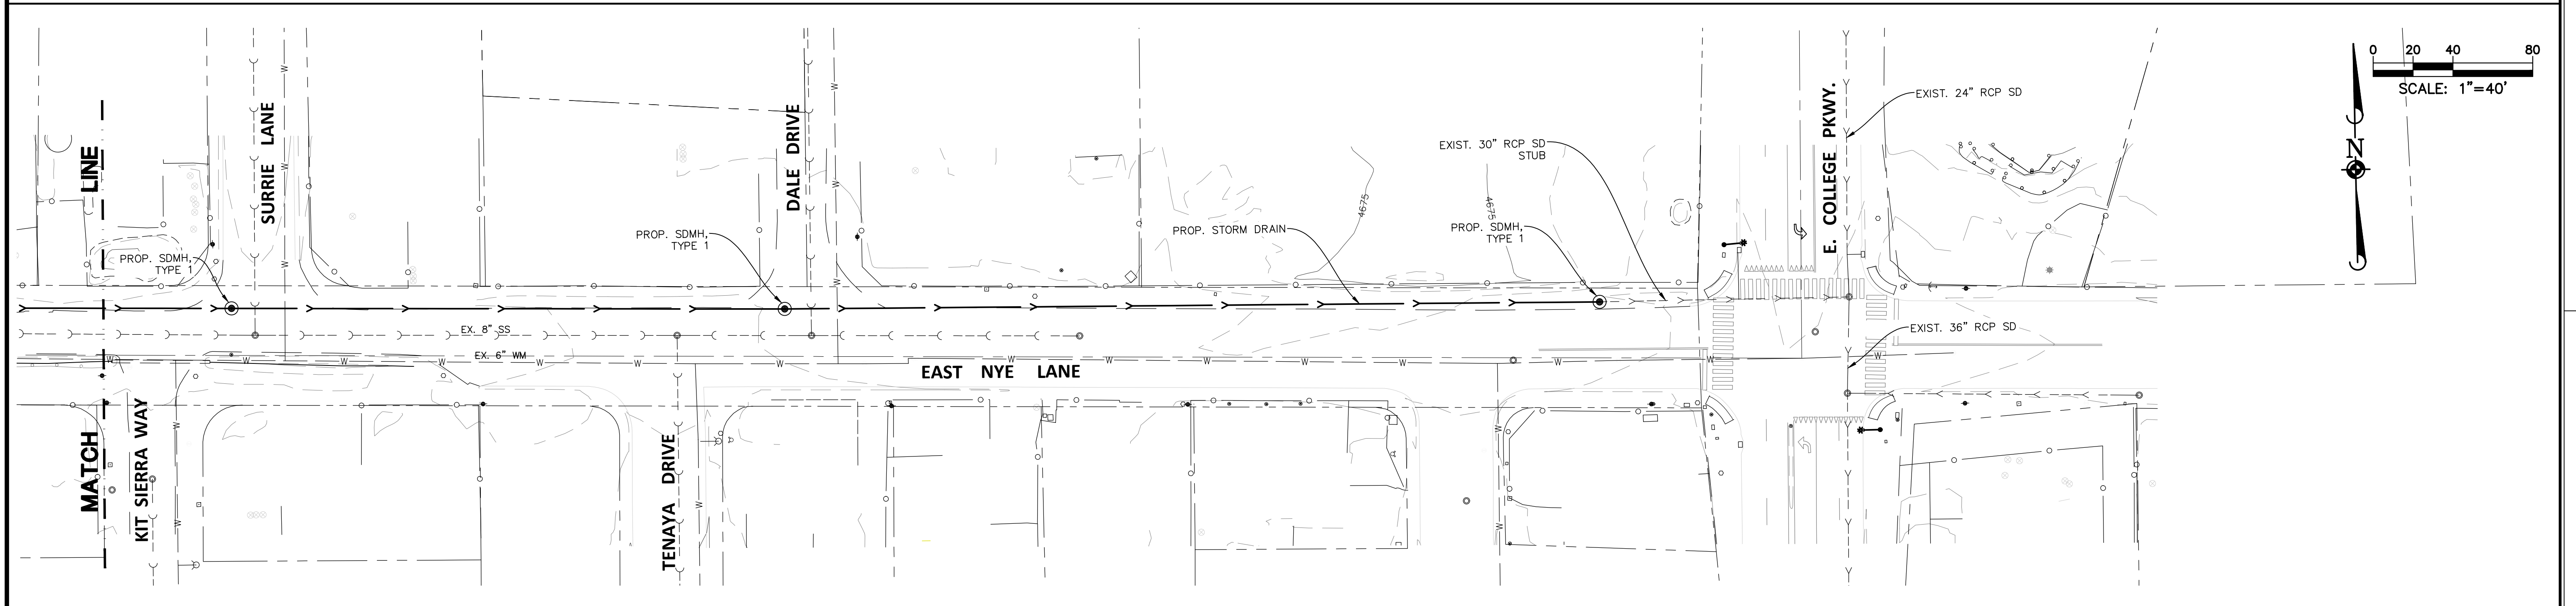 0 20 40 80
SCALE: 1"=40'
N
EXIST. 24" RCP SD
E. COLLEGE PKWY.
EXIST. 30" RCP SD
STUB
SURRIE LANE
DALE DRIVE
MATCH LINE
4675
4675
PROP. SDMH,
TYPE 1
PROP. SDMH,
TYPE 1
PROP. STORM DRAIN
PROP. SDMH,
TYPE 1
EX. 8" SS
EXIST. 36" RCP SD
EX. 6" WM
W W W W W W W W W W W W W W
EAST NYE LANE
KIT SIERRA WAY
TENAYA DRIVE